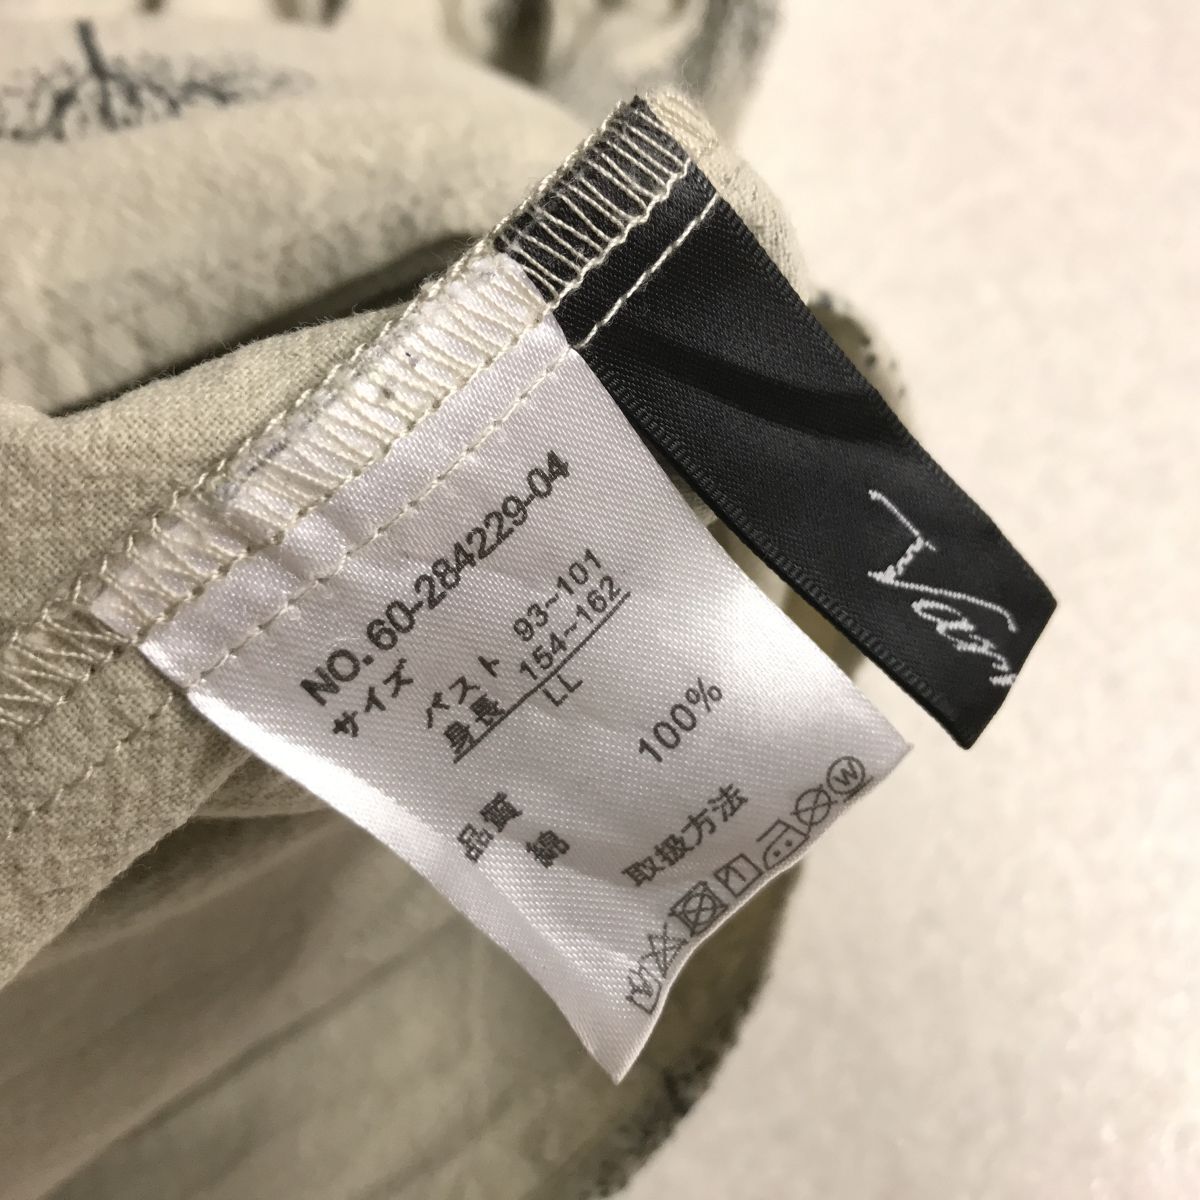 NO.60-284229-04
サイズ
バスト 93~101
身長 154~162
LL
品質
綿 100%
取扱方法
W